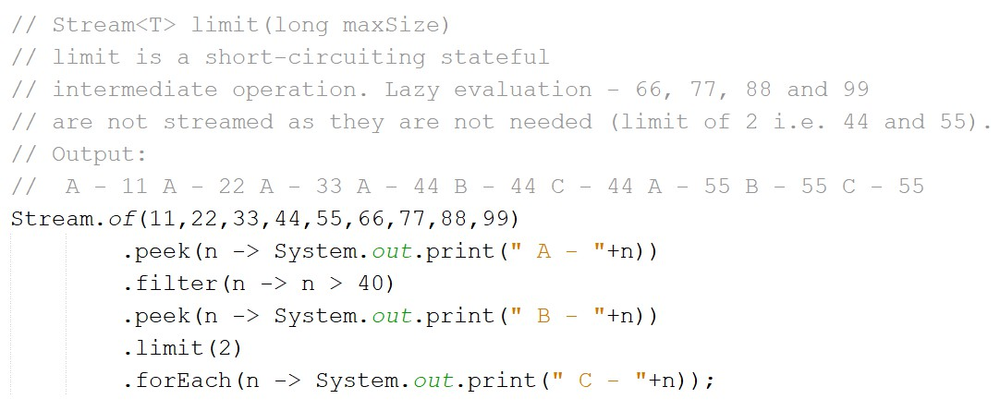 // Stream<T> limit(long maxSize)
// limit is a short-circuiting stateful
// intermediate operation. Lazy evaluation - 66, 77, 88 and 99
// are not streamed as they are not needed (limit of 2 i.e. 44 and 55).
// Output:
//  A - 11 A - 22 A - 33 A - 44 B - 44 C - 44 A - 55 B - 55 C - 55
Stream.of(11,22,33,44,55,66,77,88,99)
        .peek(n -> System.out.print(" A - "+n))
        .filter(n -> n > 40)
        .peek(n -> System.out.print(" B - "+n))
        .limit(2)
        .forEach(n -> System.out.print(" C - "+n));